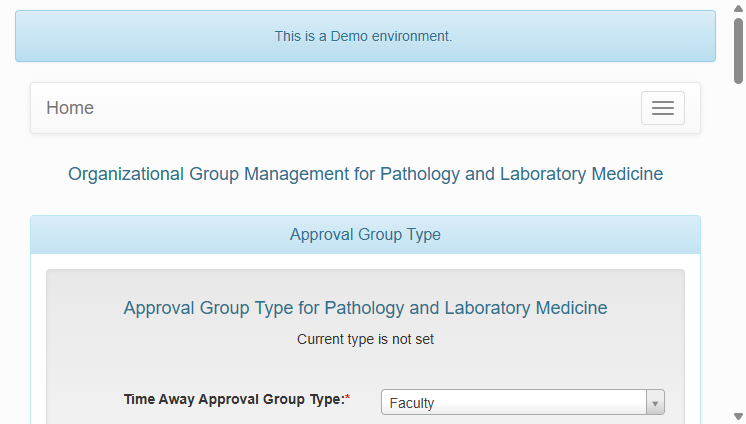 This is a Demo environment.
Home
Organizational Group Management for Pathology and Laboratory Medicine
Approval Group Type
Approval Group Type for Pathology and Laboratory Medicine
Current type is not set
Time Away Approval Group Type:* Faculty